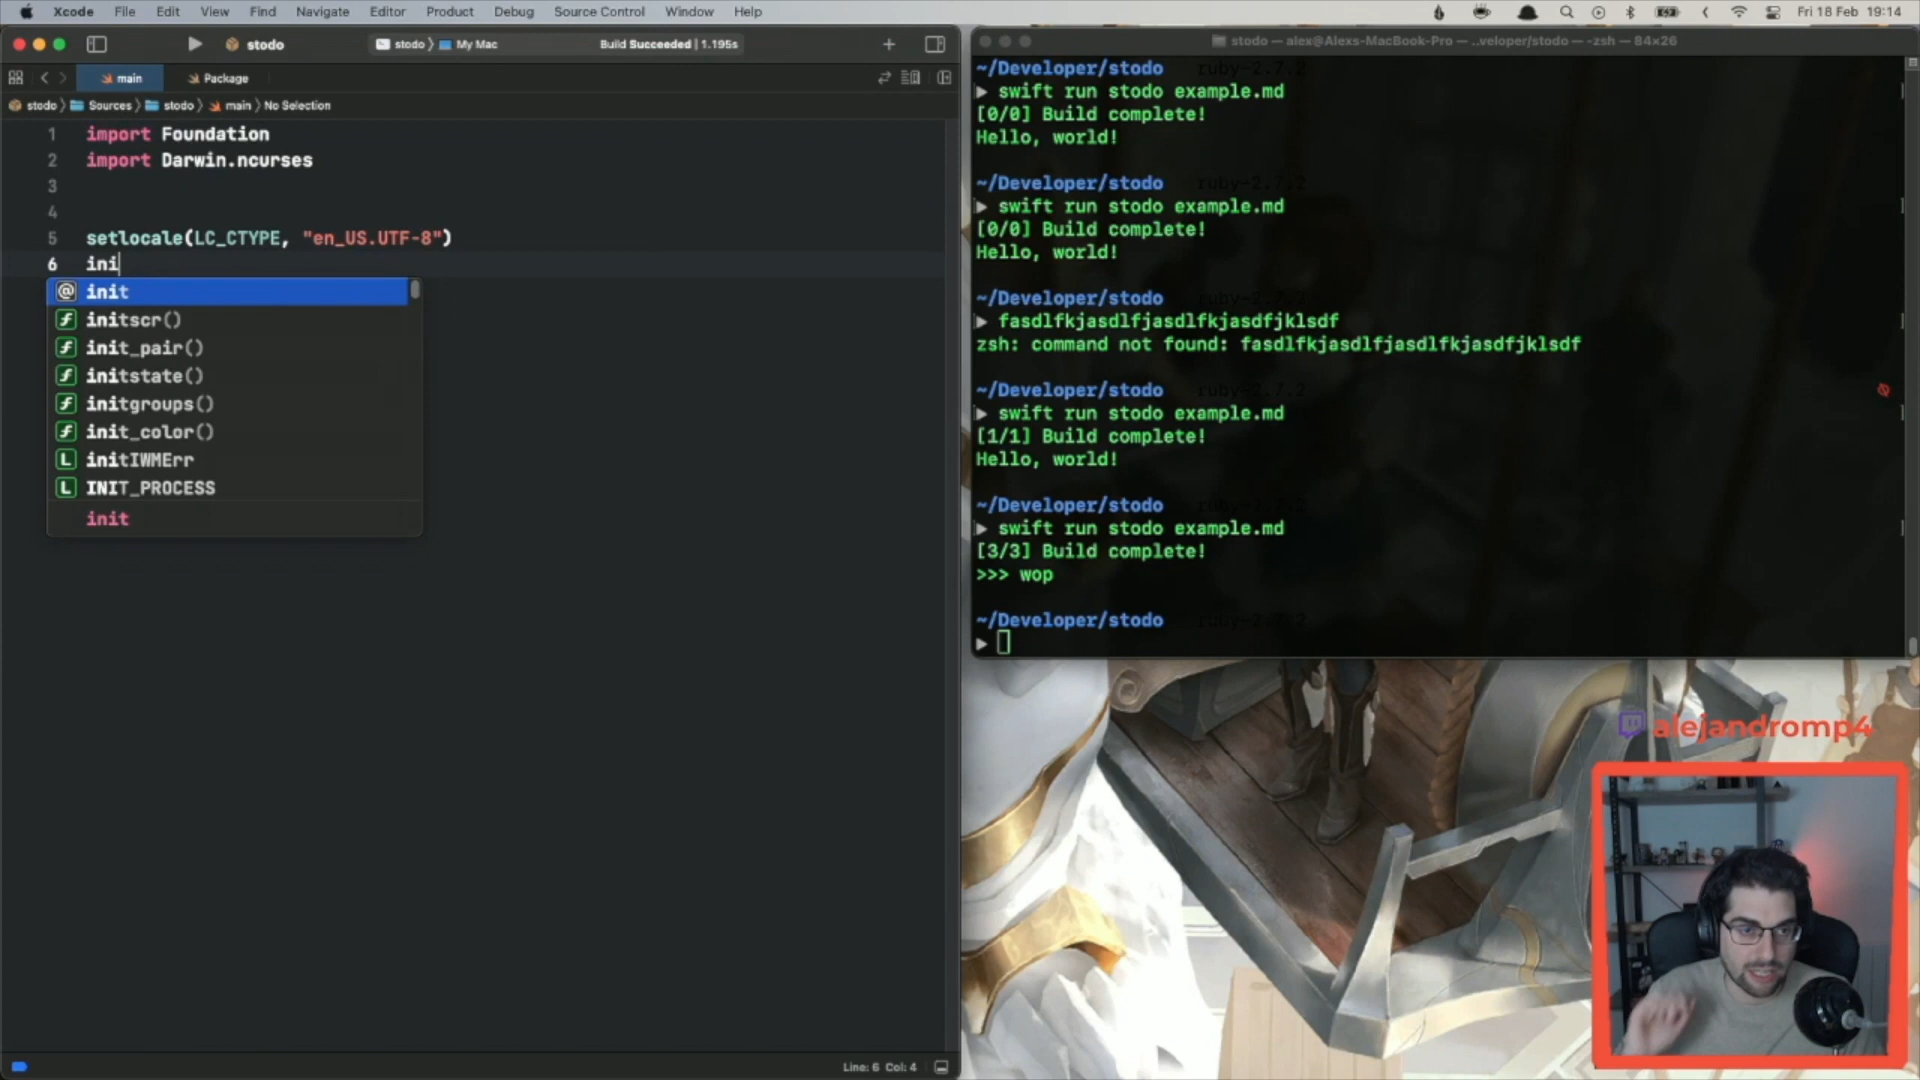 Xcode File Edit View Find Navigate Editor Product Debug Source Control Window Help Fri 18 Feb 19:14
stodo stodo My Mac Build Succeeded | 1.195s
main Package
stodo Sources stodo main No Selection
1 import Foundation
2 import Darwin.ncurses
3
4
5 setlocale(LC_CTYPE, "en_US.UTF-8")
6 ini
init
initscr()
init_pair()
initstate()
initgroups()
init_color()
initIWMErr
INIT_PROCESS
init
Line: 6 Col: 4
stodo — alex@Alexs-MacBook-Pro — ..veloper/stodo — -zsh — 84×26
~/Developer/stodo ruby-2.7.2
swift run stodo example.md
[0/0] Build complete!
Hello, world!
~/Developer/stodo ruby-2.7.2
swift run stodo example.md
[0/0] Build complete!
Hello, world!
~/Developer/stodo ruby-2.7.2
fasdlfkjasdlfjasdlfkjasdfjklsdf
zsh: command not found: fasdlfkjasdlfjasdlfkjasdfjklsdf
~/Developer/stodo ruby-2.7.2
swift run stodo example.md
[1/1] Build complete!
Hello, world!
~/Developer/stodo ruby-2.7.2
swift run stodo example.md
[3/3] Build complete!
>>> wop
~/Developer/stodo ruby-2.7.2
alejandromp4